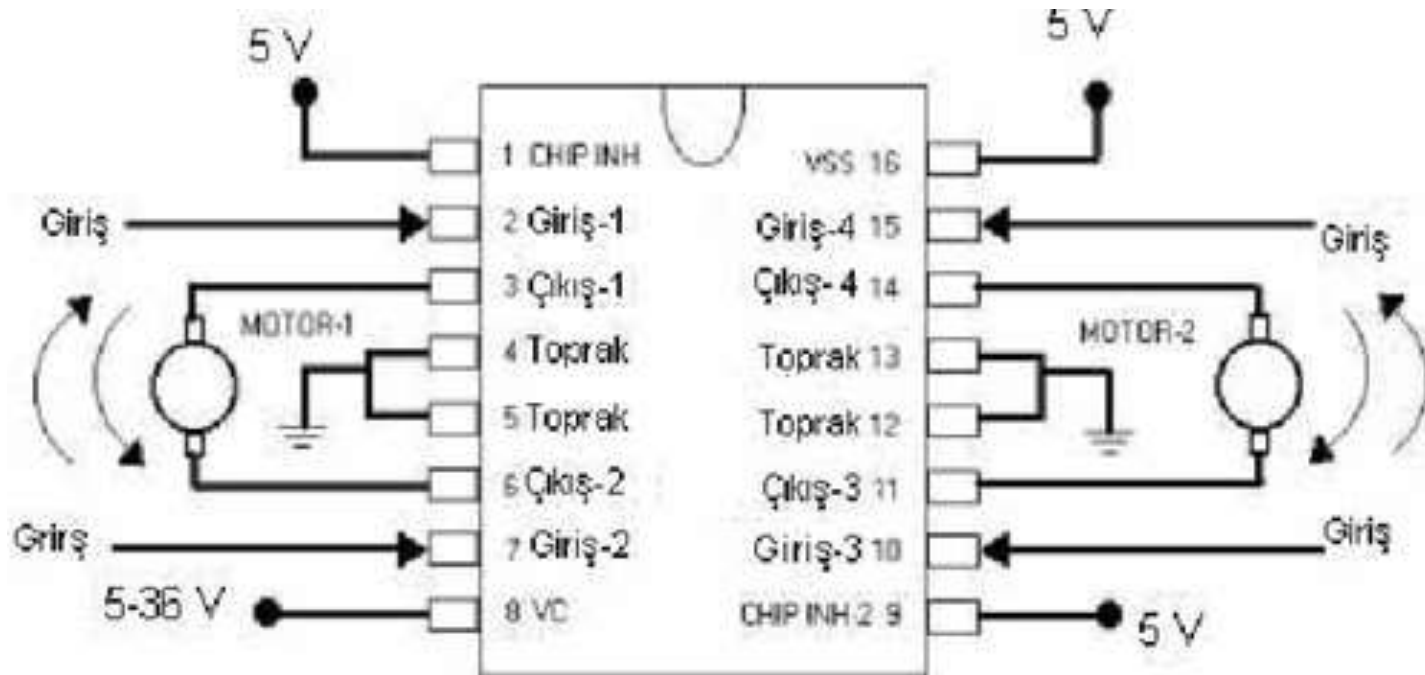 5 V
5 V
1 CHIP INH
VSS 16
Giriş
2 Giriş-1
Giriş-4 15
Giriş
3 Çıkış-1
Çıkış-4 14
MOTOR-1
MOTOR-2
4 Toprak
Toprak 13
5 Toprak
Toprak 12
6 Çıkış-2
Çıkış-3 11
Grirş
7 Giriş-2
Giriş-3 10
Giriş
5-36 V
8 VC
CHIP INH-2 9
5 V